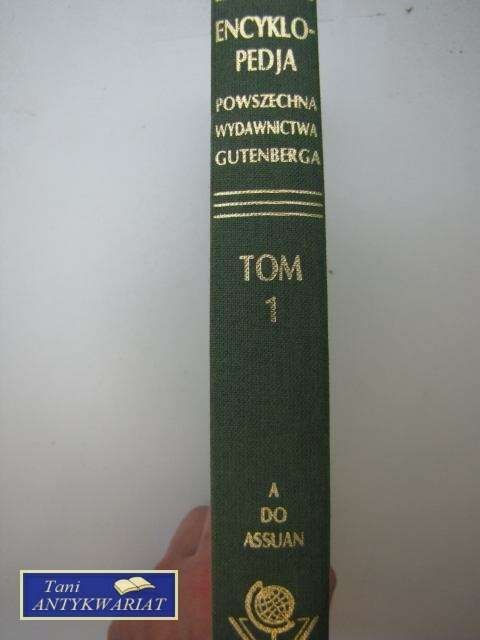 ENCYKLO-
PEDJA
POWSZECHNA
WYDAWNICTWA
GUTENBERGA
TOM
1
A
DO
ASSUAN
Tani
ANTYKWARIAT